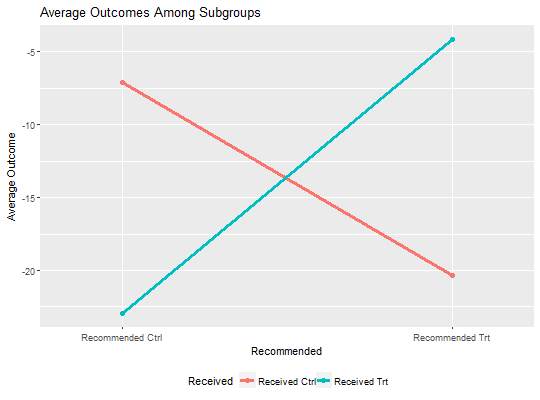 Average Outcomes Among Subgroups
-5
-10
-15
-20
Average Outcome
Recommended Ctrl
Recommended Trt
Recommended
Received
Received Ctrl
Received Trt